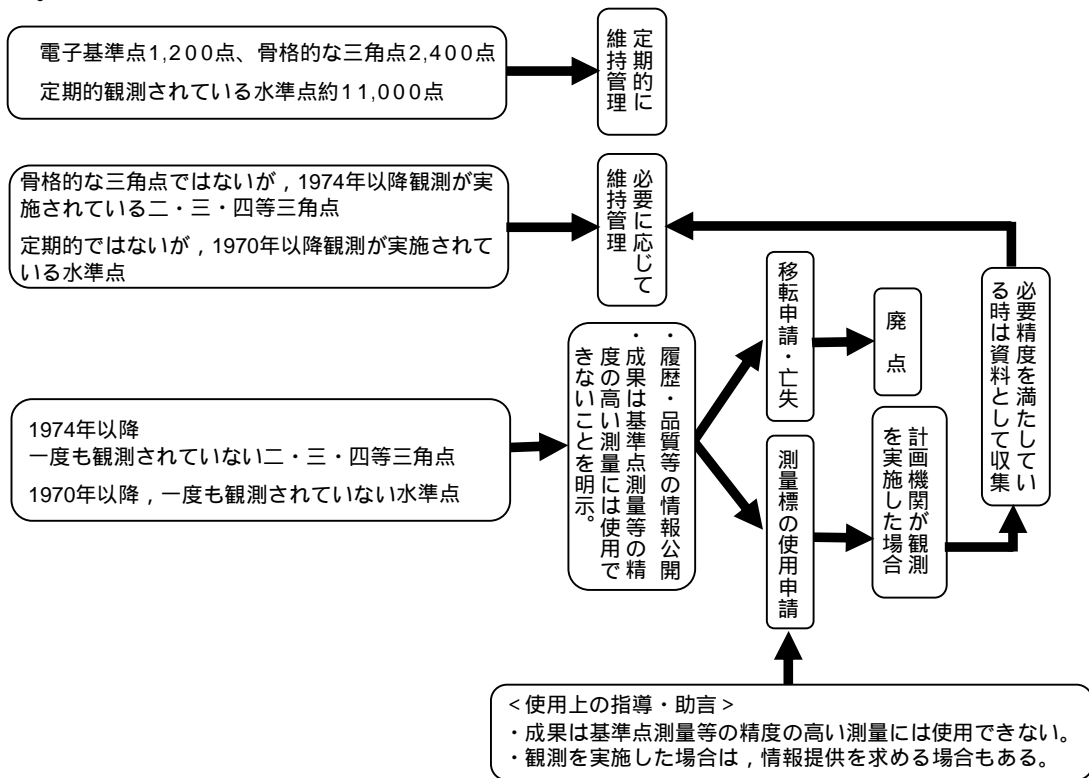 電子基準点1,200点、骨格的な三角点2,400点
定期的観測されている水準点約11,000点
定期的に
維持管理
骨格的な三角点ではないが，1974年以降観測が実
施されている二・三・四等三角点
定期的ではないが，1970年以降観測が実施されて
いる水準点
必要に応じて
維持管理
1974年以降
一度も観測されていない二・三・四等三角点
1970年以降，一度も観測されていない水準点
・履歴・品質等の情報公開
・成果は基準点測量等の精
度の高い測量には使用で
きないことを明示。
移転申請・亡失
廃点
測量標の使用申請
計画機関が観測
を実施した場合
必要精度を満たしてい
る時は資料として収集
＜使用上の指導・助言＞
・成果は基準点測量等の精度の高い測量には使用できない。
・観測を実施した場合は，情報提供を求める場合もある。